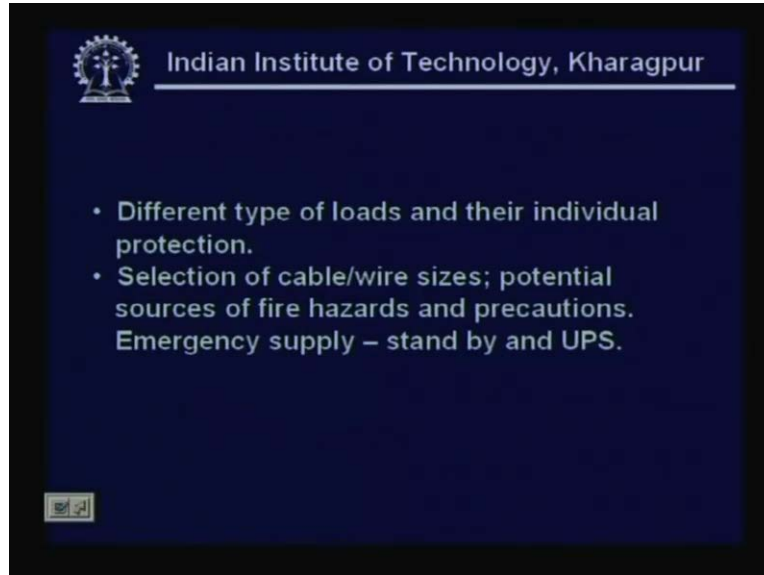 Indian Institute of Technology, Kharagpur
• Different type of loads and their individual
protection.
• Selection of cable/wire sizes; potential
sources of fire hazards and precautions.
Emergency supply – stand by and UPS.